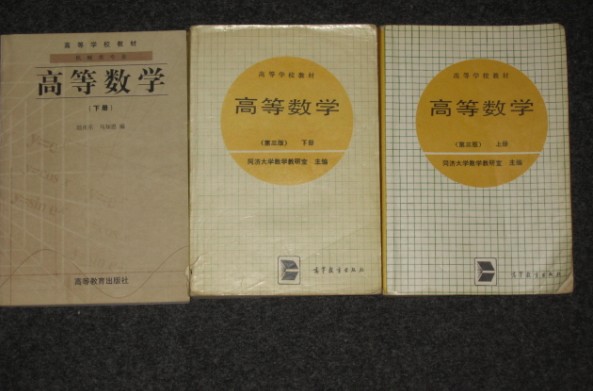 高等学校教材
高等数学
（下册）
高等教育出版社
高等学校教材
高等数学
（第三版） 下册
同济大学数学教研室 主编
高等教育出版社
高等学校教材
高等数学
（第三版） 上册
同济大学数学教研室 主编
高等教育出版社